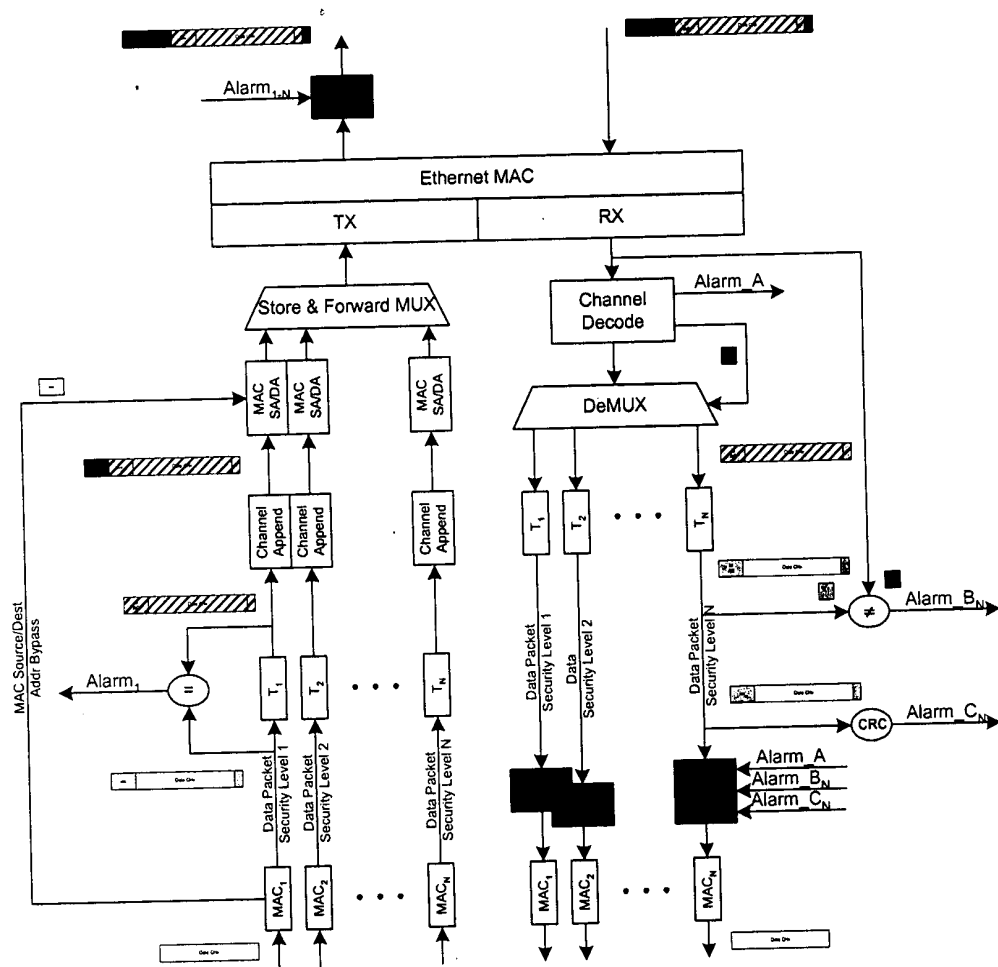 Alarm1-N
Ethernet MAC
TX
RX
Store & Forward MUX
Channel
Decode
Alarm_A
DeMUX
MAC
SA/DA
MAC
SA/DA
MAC
SA/DA
Channel
Append
Channel
Append
Channel
Append
MAC Source/Dest
Addr Bypass
T1
T2
TN
Data Packet
Security Level 1
Data
Security Level 2
Data Packet
Security Level N
≠
Alarm_BN
CRC
Alarm_CN
Alarm1
=
T1
T2
TN
Data Packet
Security Level 1
Data Packet
Security Level 2
Data Packet
Security Level N
Alarm_A
Alarm_BN
Alarm_CN
MAC1
MAC2
MACN
MAC1
MAC2
MACN